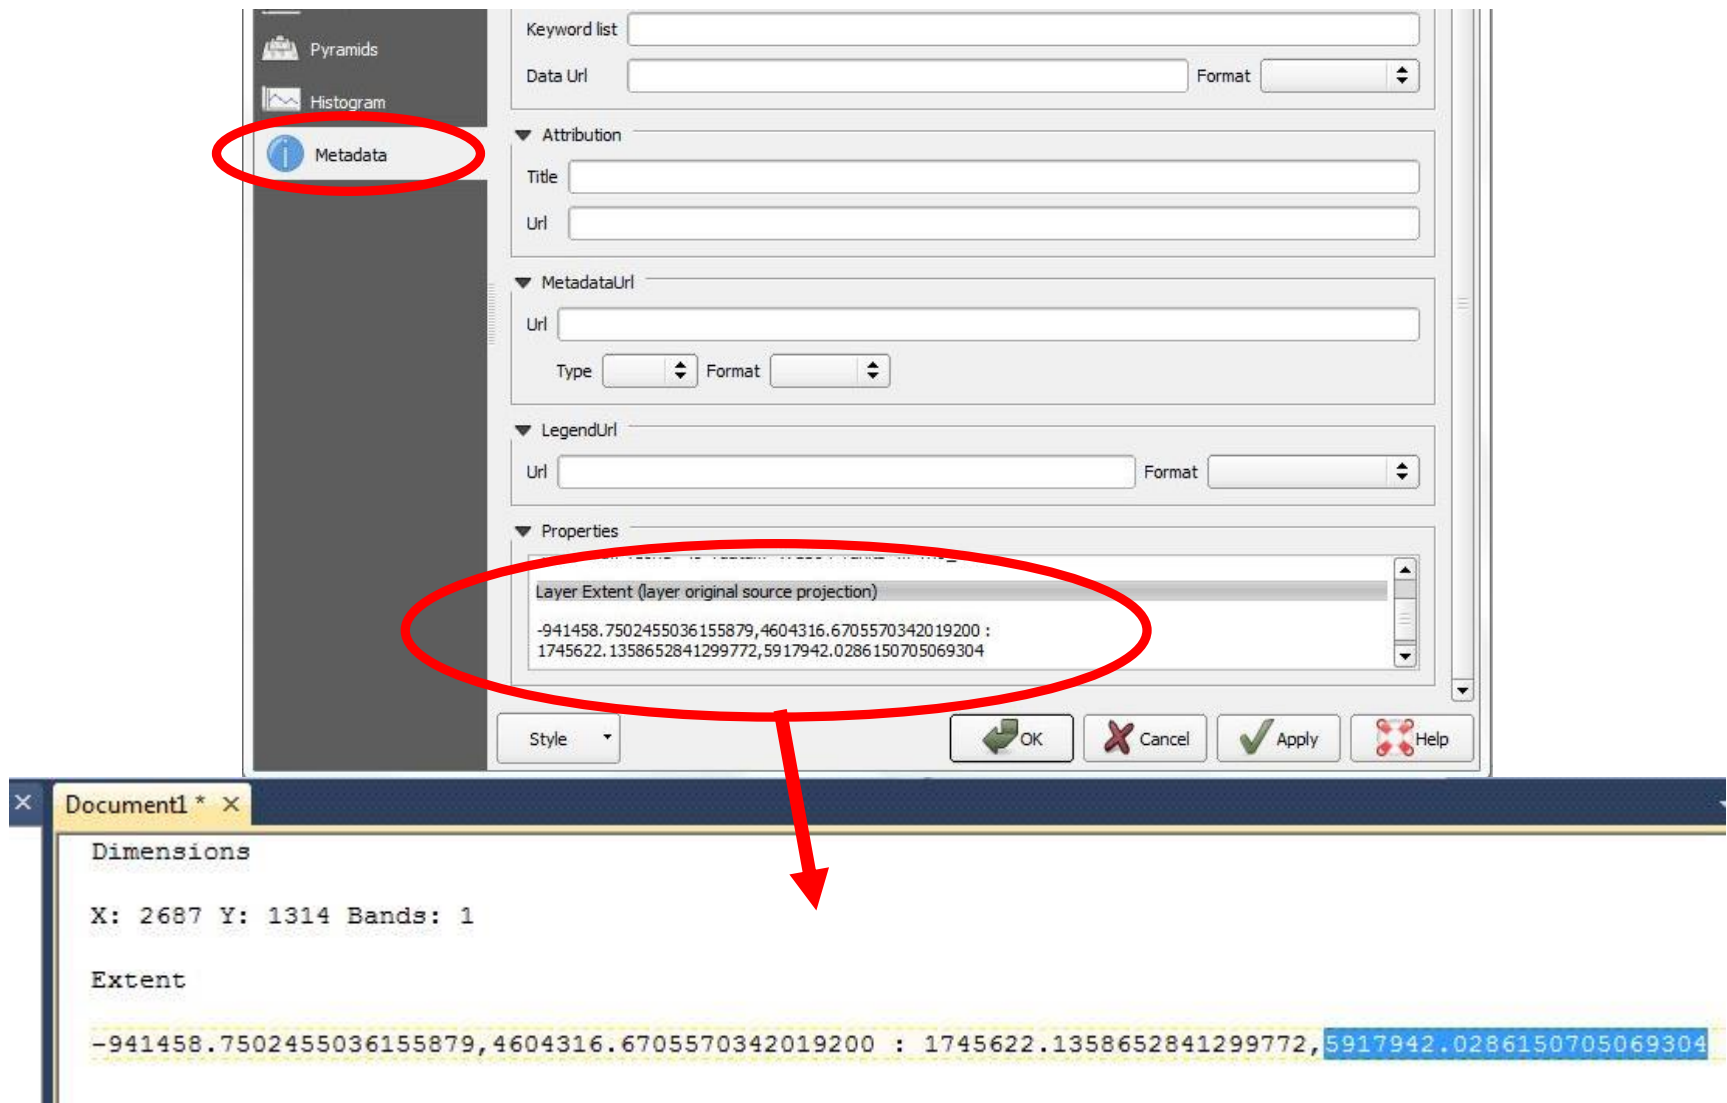 Keyword list
Pyramids
Data Url Format
Histogram
Attribution
Metadata
Title
Url
MetadataUrl
Url
Type Format
LegendUrl
Url Format
Properties
Layer Extent (layer original source projection)
-941458.7502455036155879,4604316.6705570342019200 :
1745622.1358652841299772,5917942.0286150705069304
Style OK Cancel Apply Help
Document1 *
Dimensions
X: 2687 Y: 1314 Bands: 1
Extent
-941458.7502455036155879,4604316.6705570342019200 : 1745622.1358652841299772,5917942.0286150705069304